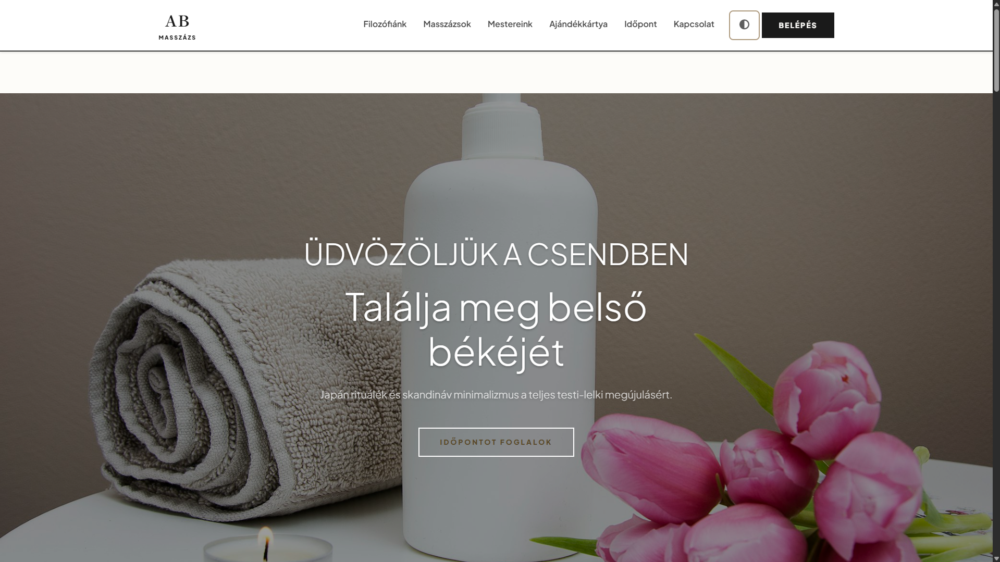 AB
MASSZÁZS
Filozófiánk
Masszázsok
Mestereink
Ajándékkártya
Időpont
Kapcsolat
BELÉPÉS
ÜDVÖZÖLJÜK A CSENDBEN
Találja meg belső
békéjét
Japán rituálék és skandináv minimalizmus a teljes testi-lelki megújulásért.
IDŐPONTOT FOGLALOK